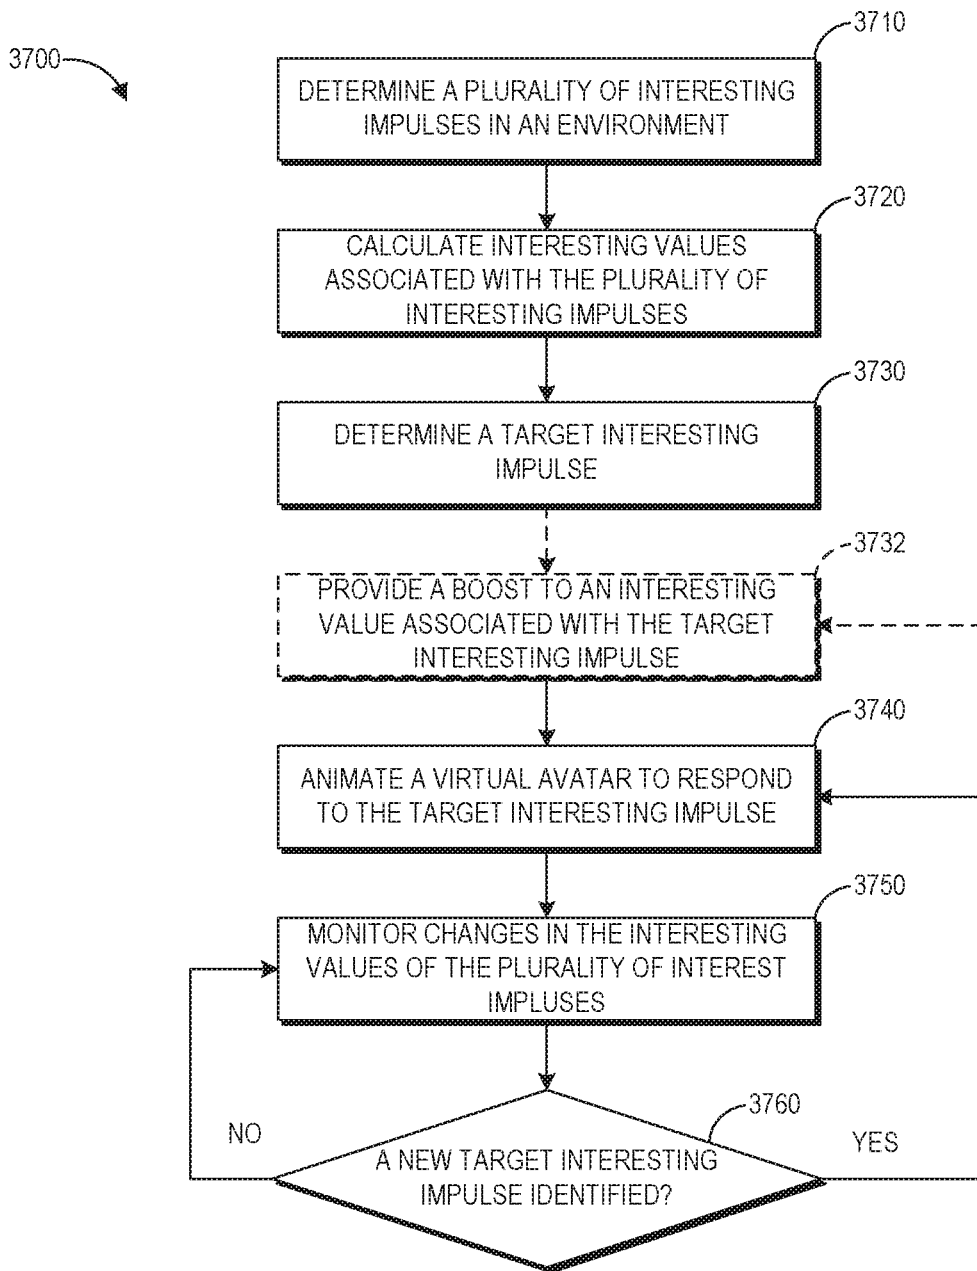 3710
3700
DETERMINE A PLURALITY OF INTERESTING
IMPULSES IN AN ENVIRONMENT
3720
CALCULATE INTERESTING VALUES
ASSOCIATED WITH THE PLURALITY OF
INTERESTING IMPULSES
3730
DETERMINE A TARGET INTERESTING
IMPULSE
3732
PROVIDE A BOOST TO AN INTERESTING
VALUE ASSOCIATED WITH THE TARGET
INTERESTING IMPULSE
3740
ANIMATE A VIRTUAL AVATAR TO RESPOND
TO THE TARGET INTERESTING IMPULSE
3750
MONITOR CHANGES IN THE INTERESTING
VALUES OF THE PLURALITY OF INTEREST
IMPLUSES
3760
NO
YES
A NEW TARGET INTERESTING
IMPULSE IDENTIFIED?